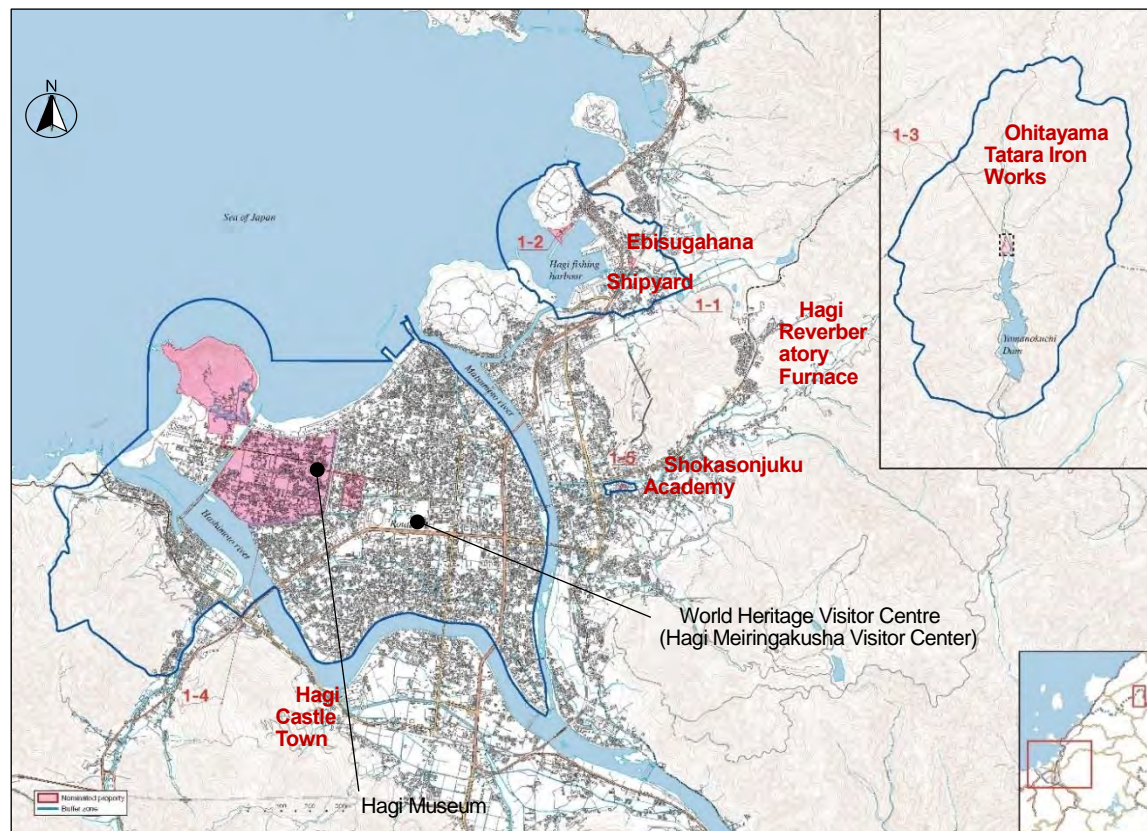 N
Sea of Japan
1-2
Hagi fishing
harbour
Ebisugahana
Shipyard
1-1
Hagi
Reverber
atory
Furnace
1-3
Ohitayama
Tatara Iron
Works
Yamanokuchi
Dam
Matsumoto river
1-5
Shokasonjuku
Academy
Hashimoto river
World Heritage Visitor Centre
(Hagi Meiringakusha Visitor Center)
1-4
Hagi
Castle
Town
Hagi Museum
Nominated property
Buffer zone